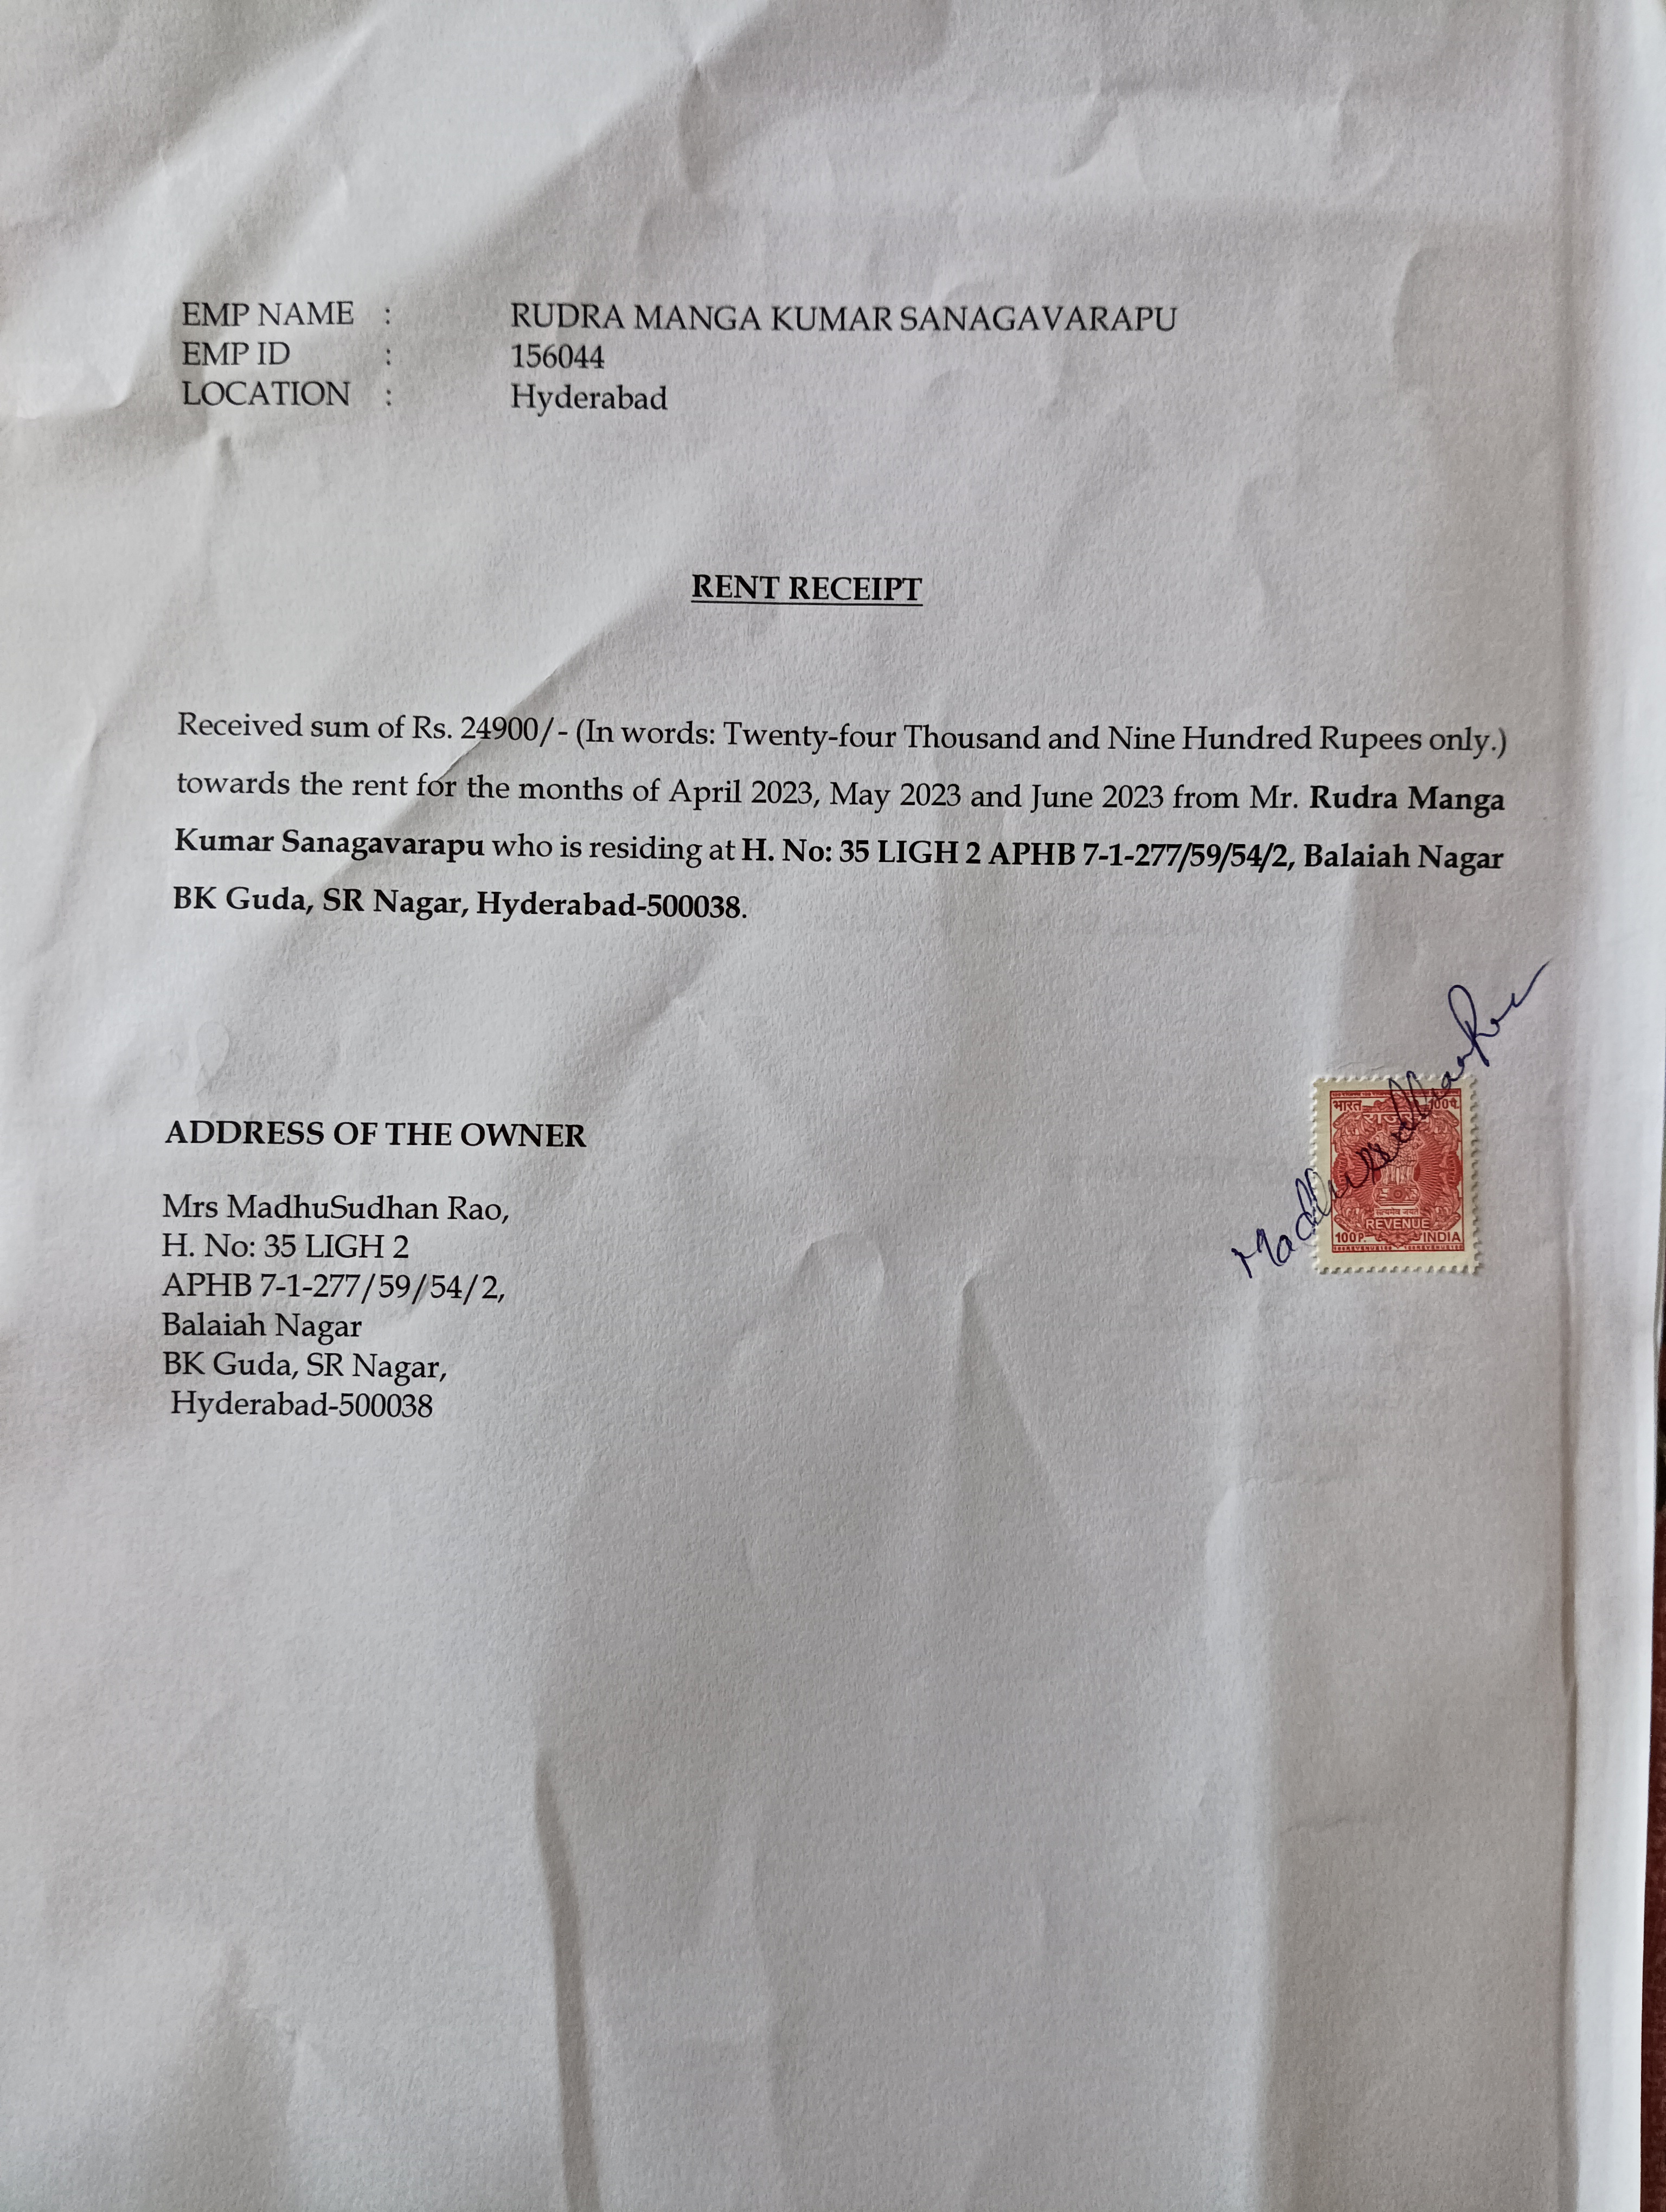 EMP NAME : RUDRA MANGA KUMAR SANAGAVARAPU
EMP ID : 156044
LOCATION : Hyderabad
RENT RECEIPT
Received sum of Rs. 24900/- (In words: Twenty-four Thousand and Nine Hundred Rupees only.)
towards the rent for the months of April 2023, May 2023 and June 2023 from Mr. Rudra Manga
Kumar Sanagavarapu who is residing at H. No: 35 LIGH 2 APHB 7-1-277/59/54/2, Balaiah Nagar
BK Guda, SR Nagar, Hyderabad-500038.
ADDRESS OF THE OWNER
Mrs MadhuSudhan Rao,
H. No: 35 LIGH 2
APHB 7-1-277/59/54/2,
Balaiah Nagar
BK Guda, SR Nagar,
Hyderabad-500038
भारत 100
सत्यमेव जयते
REVENUE
100P. INDIA